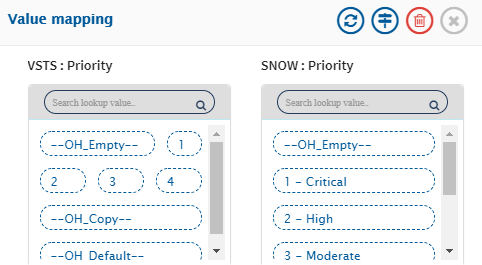 Value mapping
VSTS : Priority
SNOW : Priority
Search lookup value..
Search lookup value..
--OH_Empty--
1
2
3
4
--OH_Copy--
--OH_Default--
--OH_Empty--
1 - Critical
2 - High
3 - Moderate